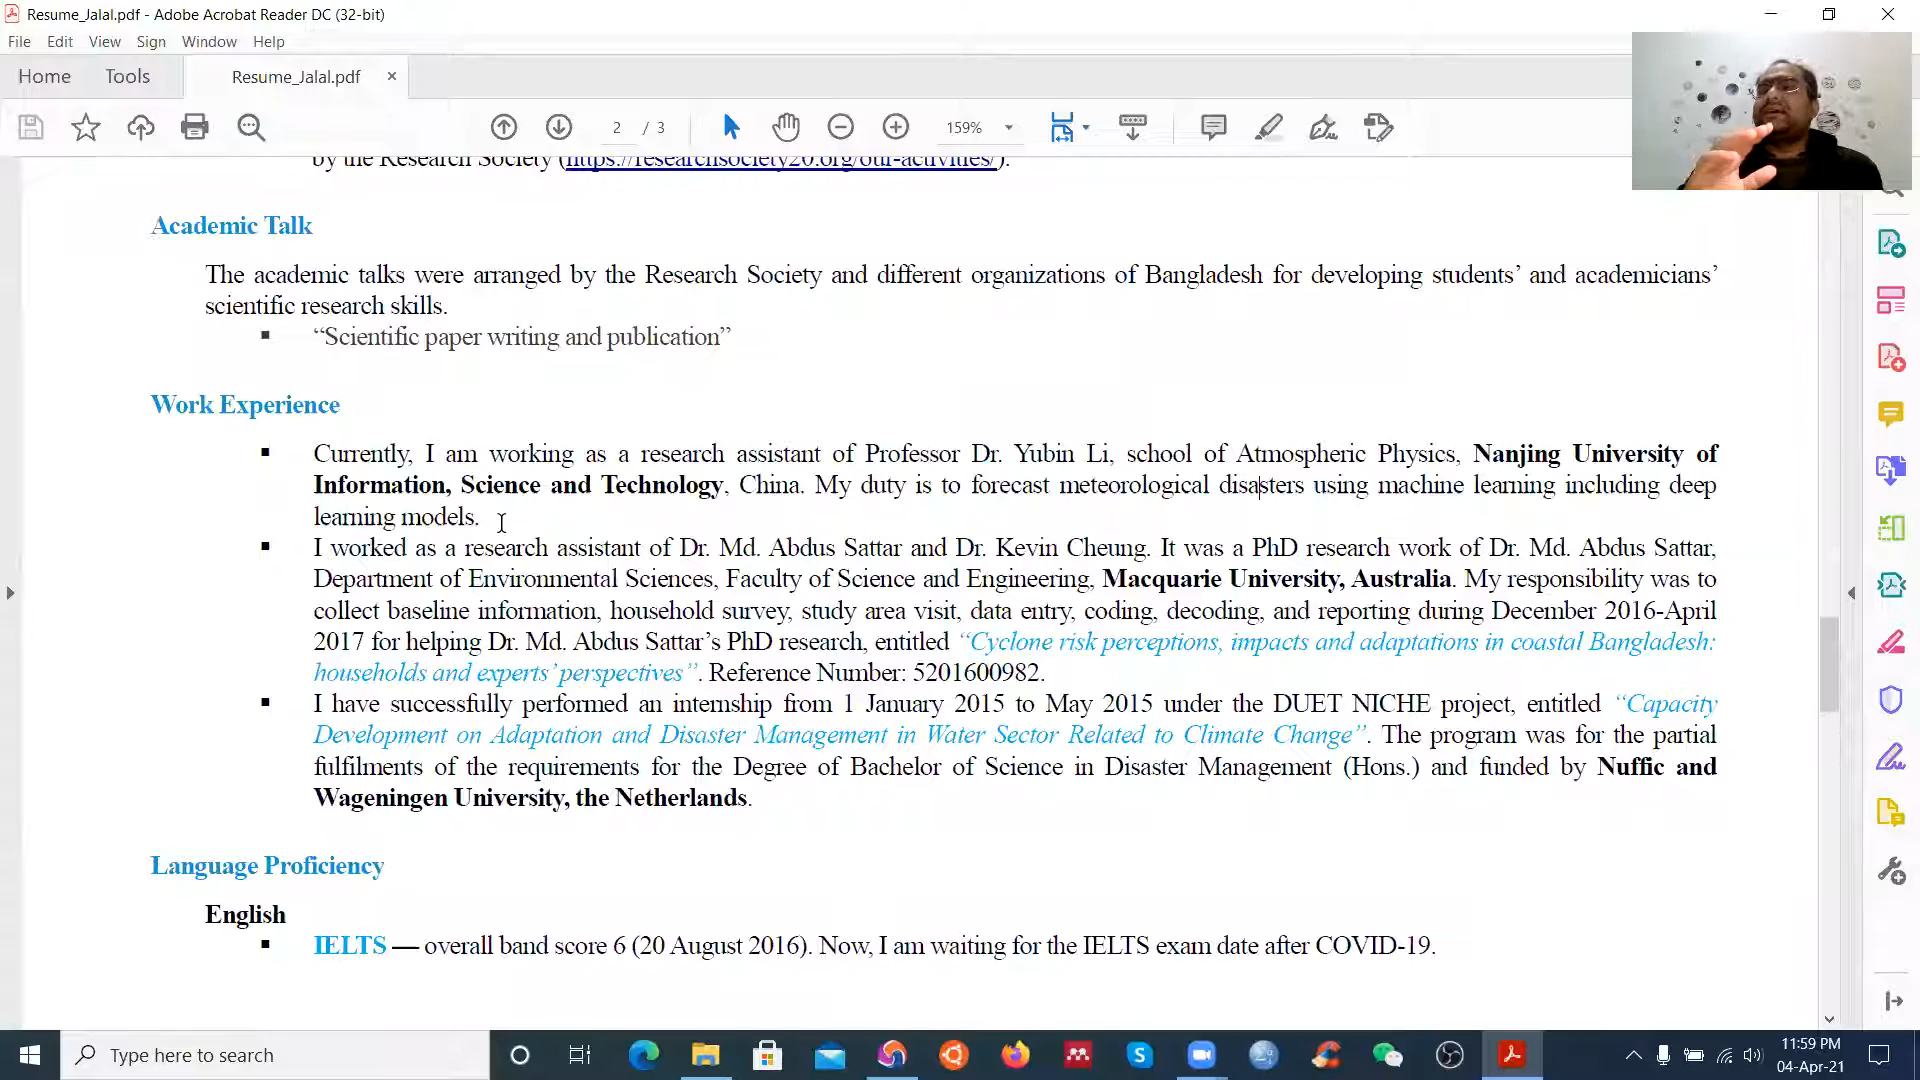 Resume_Jalal.pdf - Adobe Acrobat Reader DC (32-bit)
File Edit View Sign Window Help
Home Tools Resume_Jalal.pdf
2 / 3 159%
by the Research Society (https://researchsociety20.org/our-activities/).
Academic Talk
The academic talks were arranged by the Research Society and different organizations of Bangladesh for developing students’ and academicians’
scientific research skills.
▪ “Scientific paper writing and publication”
Work Experience
▪ Currently, I am working as a research assistant of Professor Dr. Yubin Li, school of Atmospheric Physics, Nanjing University of
Information, Science and Technology, China. My duty is to forecast meteorological disasters using machine learning including deep
learning models.
▪ I worked as a research assistant of Dr. Md. Abdus Sattar and Dr. Kevin Cheung. It was a PhD research work of Dr. Md. Abdus Sattar,
Department of Environmental Sciences, Faculty of Science and Engineering, Macquarie University, Australia. My responsibility was to
collect baseline information, household survey, study area visit, data entry, coding, decoding, and reporting during December 2016-April
2017 for helping Dr. Md. Abdus Sattar’s PhD research, entitled “Cyclone risk perceptions, impacts and adaptations in coastal Bangladesh:
households and experts’ perspectives”. Reference Number: 5201600982.
▪ I have successfully performed an internship from 1 January 2015 to May 2015 under the DUET NICHE project, entitled “Capacity
Development on Adaptation and Disaster Management in Water Sector Related to Climate Change”. The program was for the partial
fulfilments of the requirements for the Degree of Bachelor of Science in Disaster Management (Hons.) and funded by Nuffic and
Wageningen University, the Netherlands.
Language Proficiency
English
▪ IELTS — overall band score 6 (20 August 2016). Now, I am waiting for the IELTS exam date after COVID-19.
Type here to search
11:59 PM
04-Apr-21